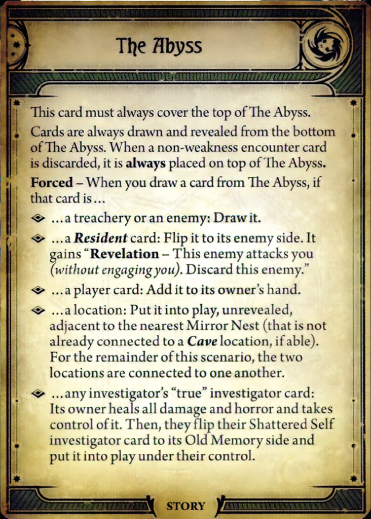 The Abyss
This card must always cover the top of The Abyss.
Cards are always drawn and revealed from the bottom
of The Abyss. When a non-weakness encounter card
is discarded, it is always placed on top of The Abyss.
Forced – When you draw a card from The Abyss, if
that card is…
…a treachery or an enemy: Draw it.
…a Resident card: Flip it to its enemy side. It
gains “Revelation – This enemy attacks you
(without engaging you). Discard this enemy.”
…a player card: Add it to its owner’s hand.
…a location: Put it into play, unrevealed,
adjacent to the nearest Mirror Nest (that is not
already connected to a Cave location, if able).
For the remainder of this scenario, the two
locations are connected to one another.
…any investigator’s “true” investigator card:
Its owner heals all damage and horror and takes
control of it. Then, they flip their Shattered Self
investigator card to its Old Memory side and
put it into play under their control.
STORY